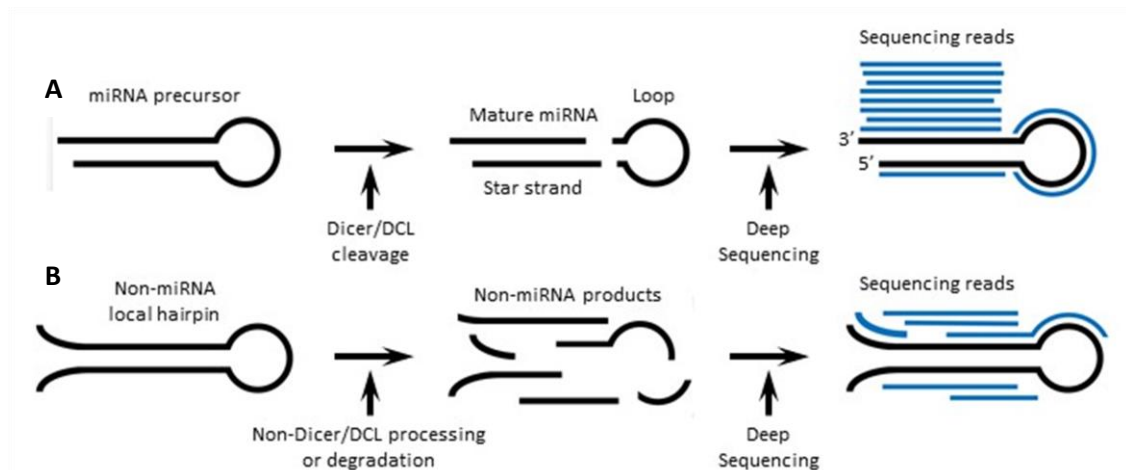 Sequencing reads
A
miRNA precursor
Loop
Mature miRNA
3’
5’
Star strand
Dicer/DCL
cleavage
Deep
Sequencing
B
Non-miRNA
local hairpin
Non-miRNA products
Sequencing reads
Non-Dicer/DCL processing
or degradation
Deep
Sequencing